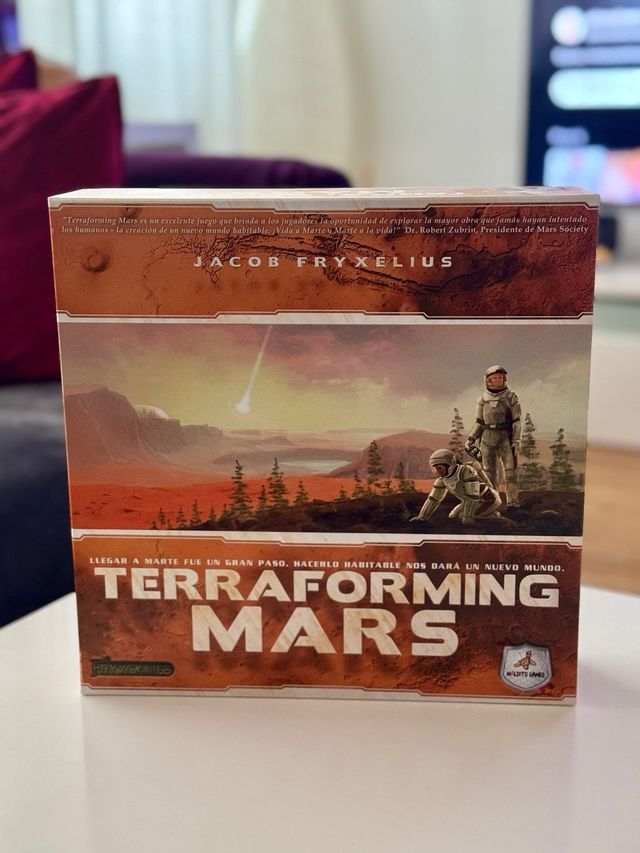 "Terraforming Mars es un excelente juego que brinda a los jugadores la oportunidad de explorar la mayor obra que jamás hayan intentado
los humanos - la creación de un nuevo mundo habitable. ¡Vida a Marte y Marte a la vida!" Dr. Robert Zubrin, Presidente de Mars Society
JACOB FRYXELIUS
LLEGAR A MARTE FUE UN GRAN PASO. HACERLO HABITABLE NOS DARÁ UN NUEVO MUNDO.
TERRAFORMING
MARS
FRYXGAMES
MALDITO GAMES